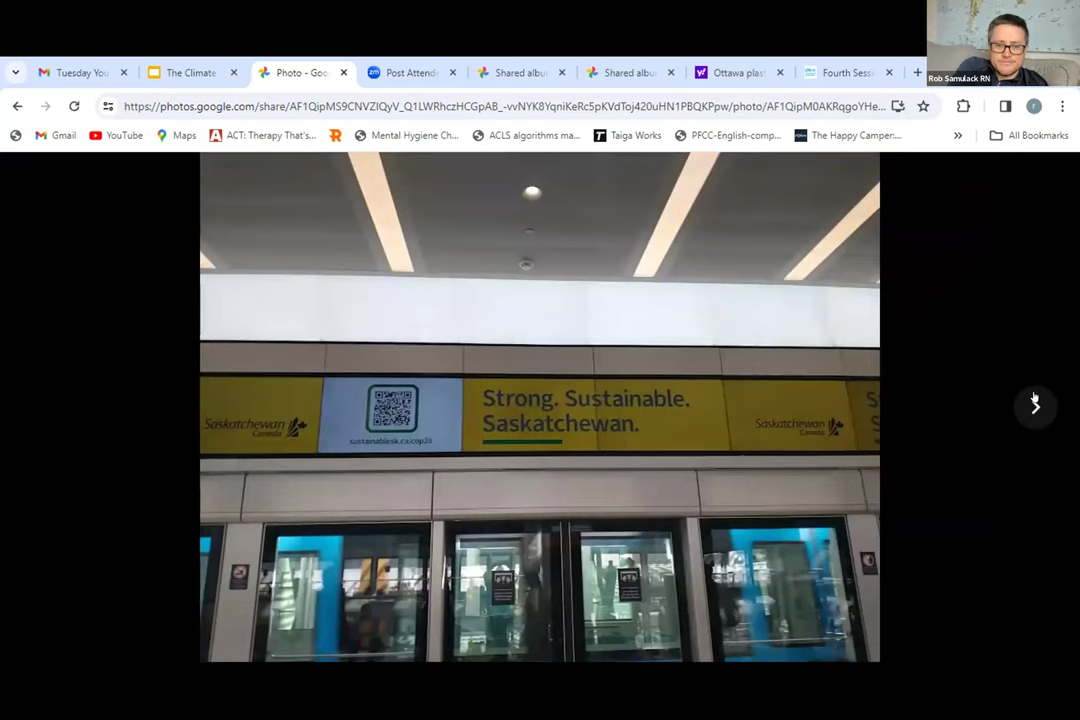 Tuesday You
The Climate
Photo - Goo
Post Attende
Shared albu
Shared albu
Ottawa plas
Fourth Sessi
https://photos.google.com/share/AF1QipMS9CNVZIQyV_Q1LWRhczHCGpAB_-vvNYK8YqniKeRc5pKVdToj420uHN1PBQKPpw/photo/AF1QipM0AKRqgoYHe...
Gmail
YouTube
Maps
ACT: Therapy That's...
Mental Hygiene Ch...
ACLS algorithms ma...
Taiga Works
PFCC-English-comp...
The Happy Camper:...
All Bookmarks
Rob Samulack RN
Saskatchewan
Canada
sustainablesk.ca/cop28
Strong. Sustainable.
Saskatchewan.
Saskatchewan
Canada
S
S